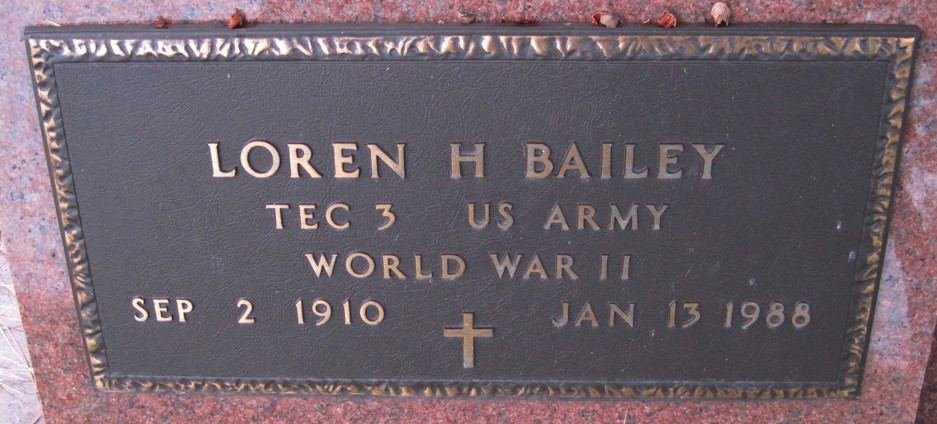 LOREN H BAILEY
TEC 3 US ARMY
WORLD WAR II
SEP 2 1910 JAN 13 1988